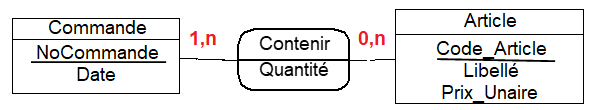 Commande
NoCommande
Date
1,n
Contenir
Quantité
0,n
Article
Code_Article
Libellé
Prix_Unaire